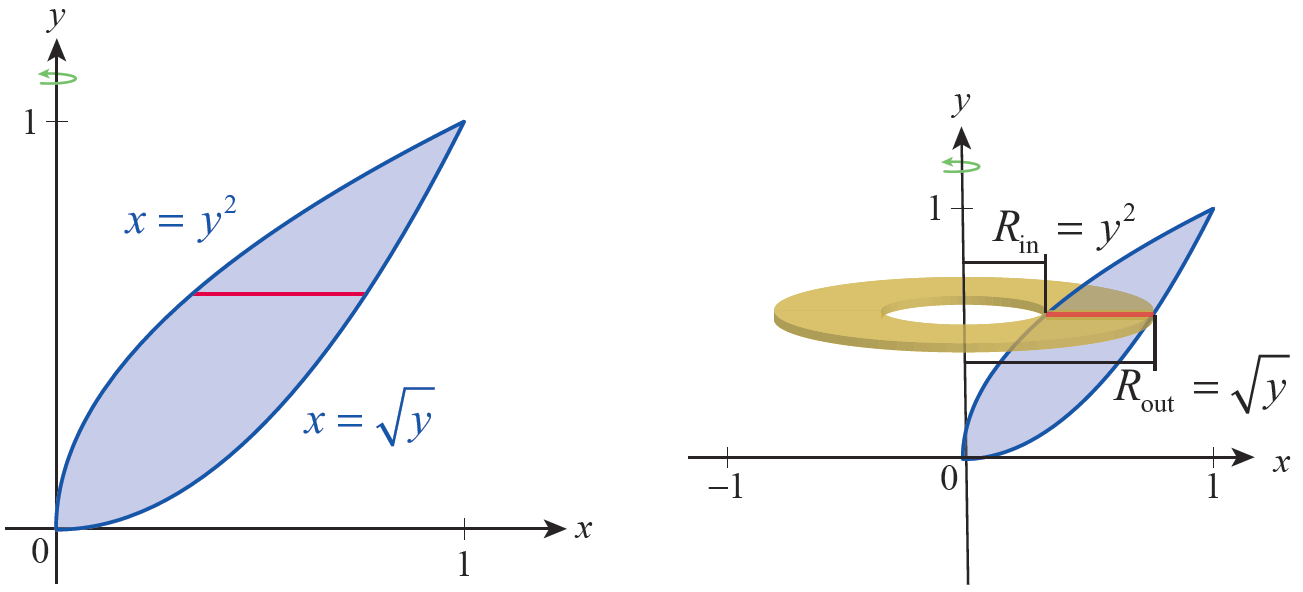 y
1
x = y²
x = √y
0
1
x
y
1
R_in = y²
R_out = √y
−1
0
1
x